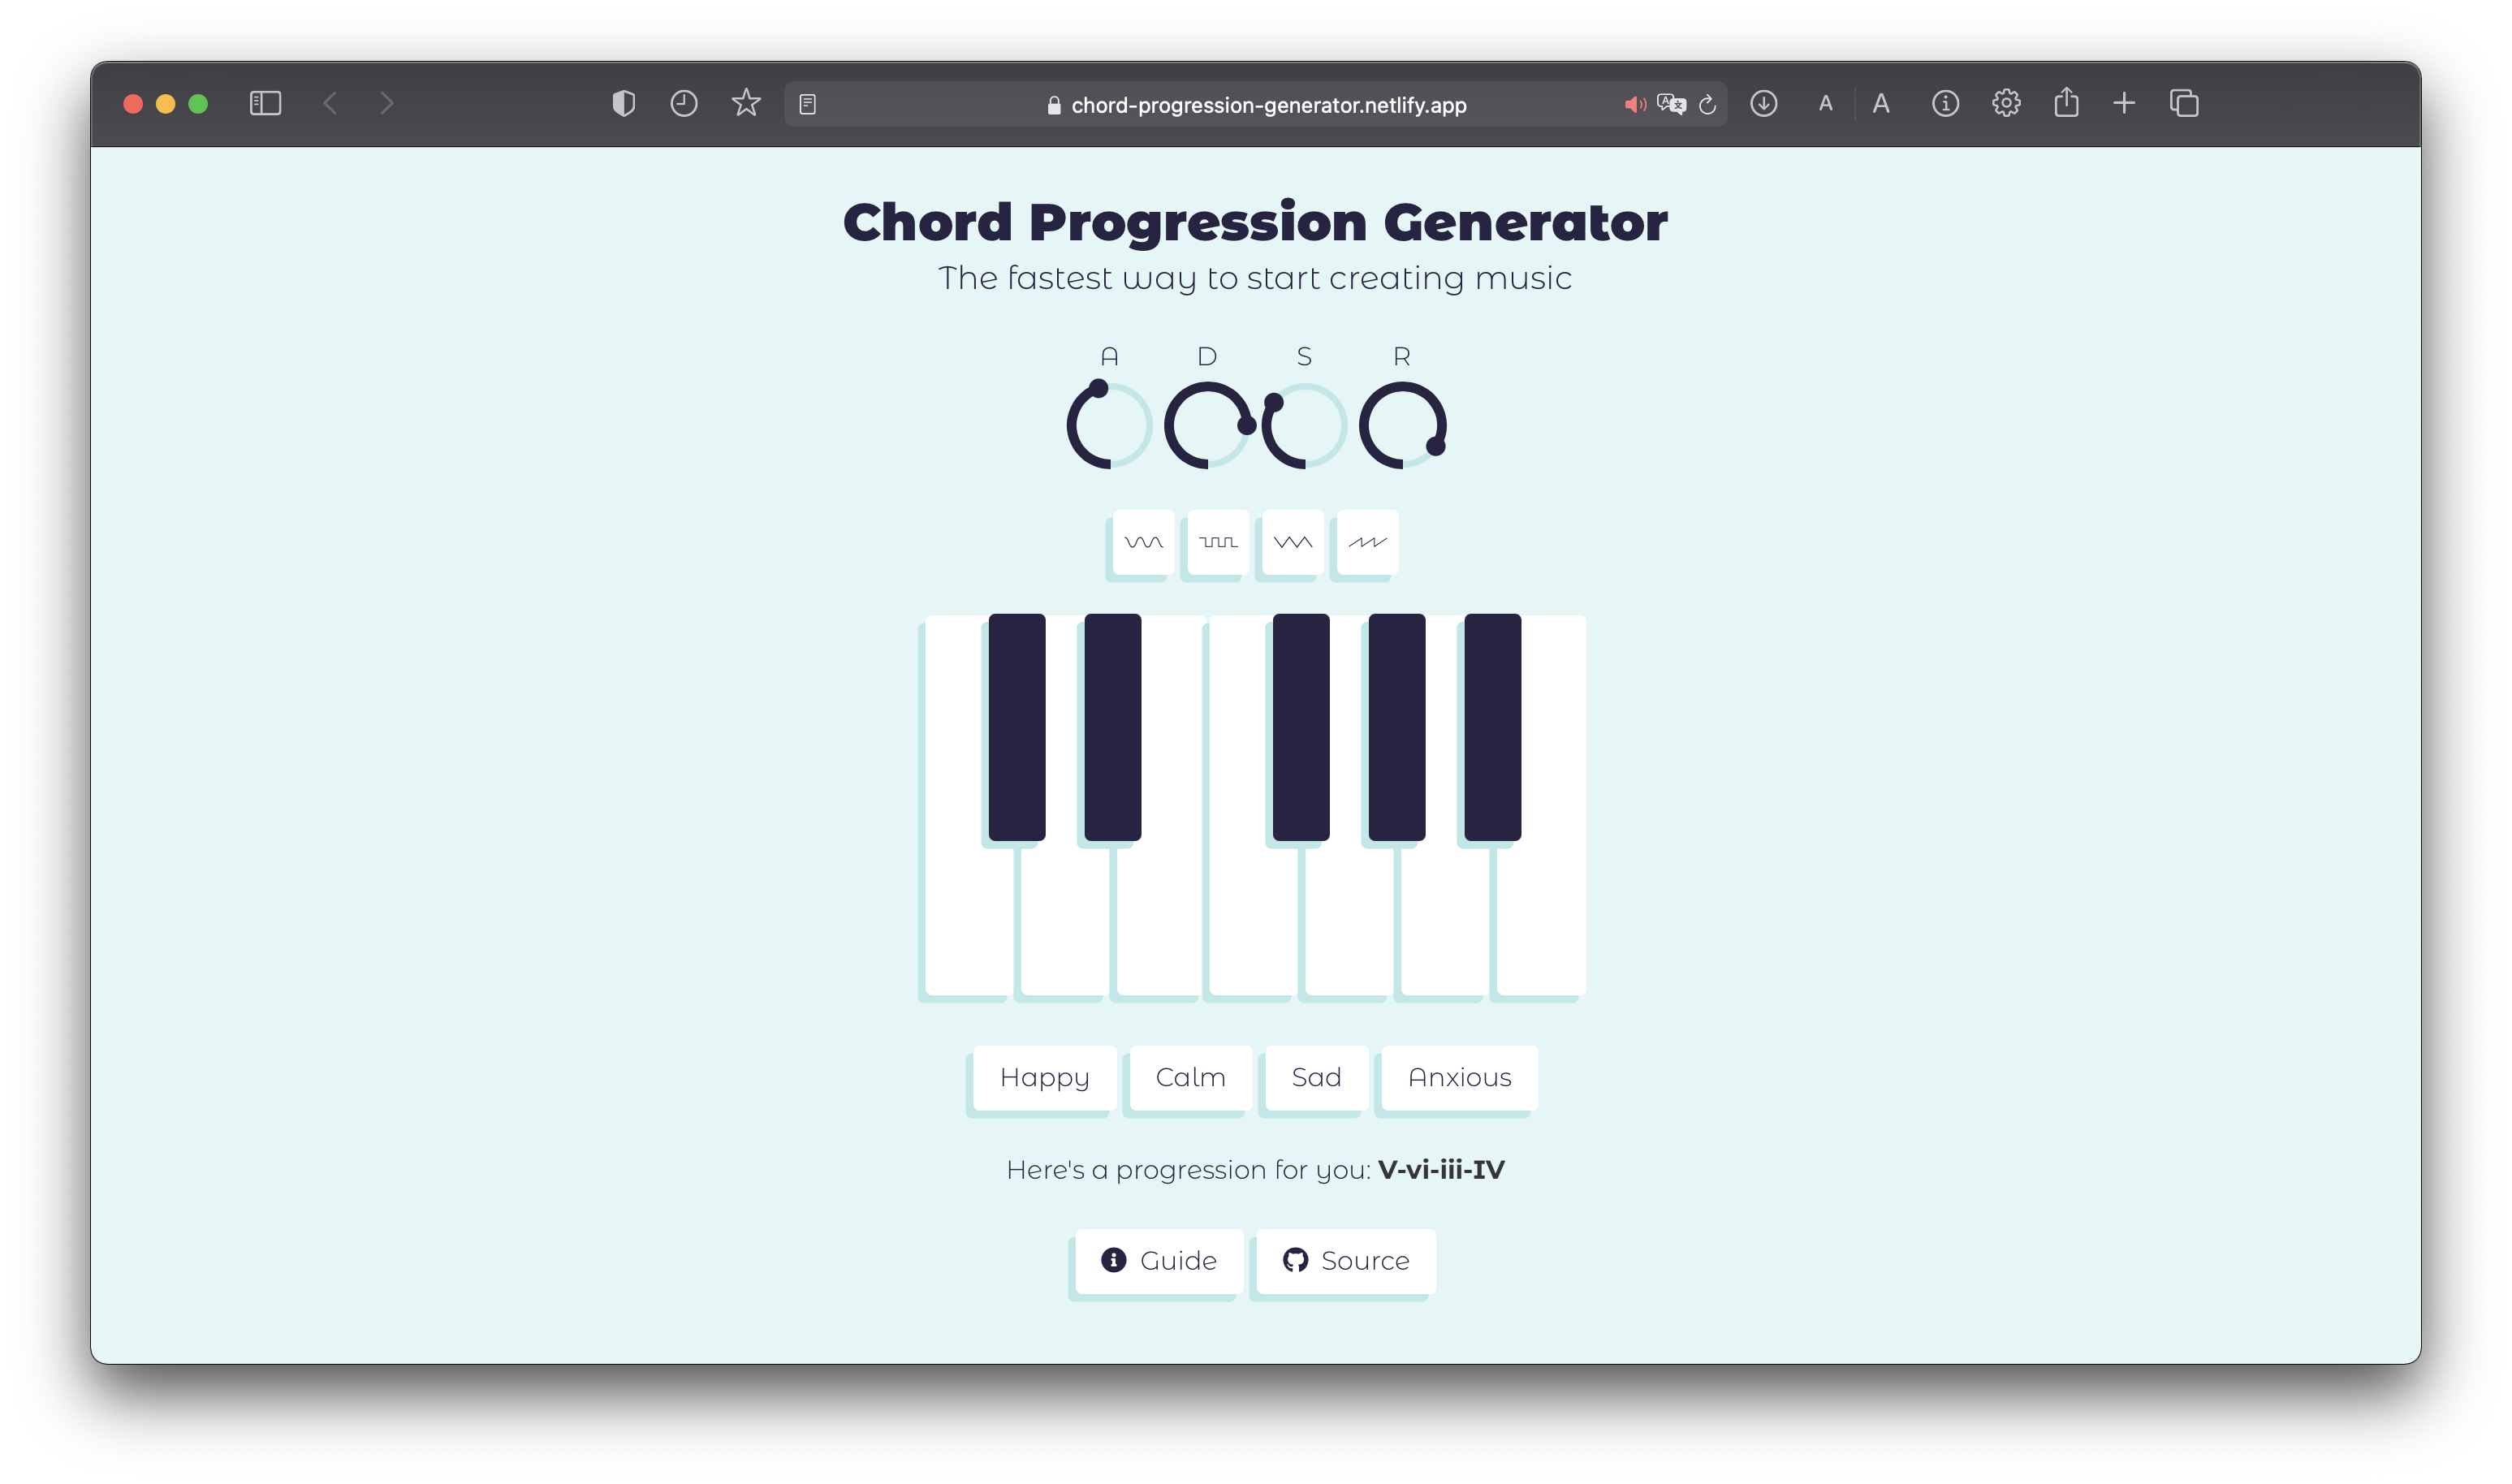 chord-progression-generator.netlify.app
A A
Chord Progression Generator
The fastest way to start creating music
A D S R
Happy Calm Sad Anxious
Here's a progression for you: V-vi-iii-IV
Guide Source